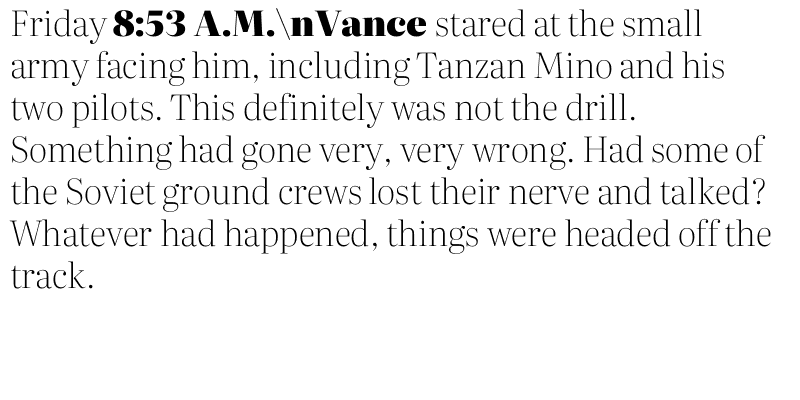 Friday 8:53 A.M.\nVance stared at the small
army facing him, including Tanzan Mino and his
two pilots. This definitely was not the drill.
Something had gone very, very wrong. Had some of
the Soviet ground crews lost their nerve and talked?
Whatever had happened, things were headed off the
track.